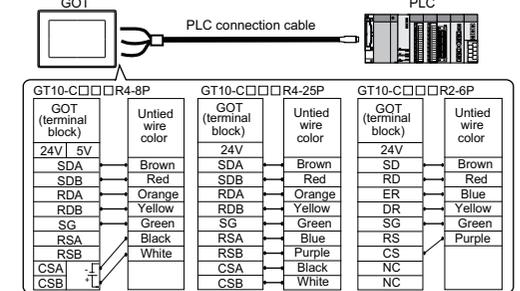 GOT
PLC
PLC connection cable
GT10-C□□□R4-8P
GOT
(terminal
block)
Untied
wire
color
24V 5V
SDA Brown
SDB Red
RDA Orange
RDB Yellow
SG Green
RSA Black
RSB White
CSA -
CSB +
GT10-C□□□R4-25P
GOT
(terminal
block)
Untied
wire
color
24V
SDA Brown
SDB Red
RDA Orange
RDB Yellow
SG Green
RSA Blue
RSB Purple
CSA Black
CSB White
GT10-C□□□R2-6P
GOT
(terminal
block)
Untied
wire
color
24V
SD Brown
RD Red
ER Blue
DR Yellow
SG Green
RS Purple
CS
NC
NC